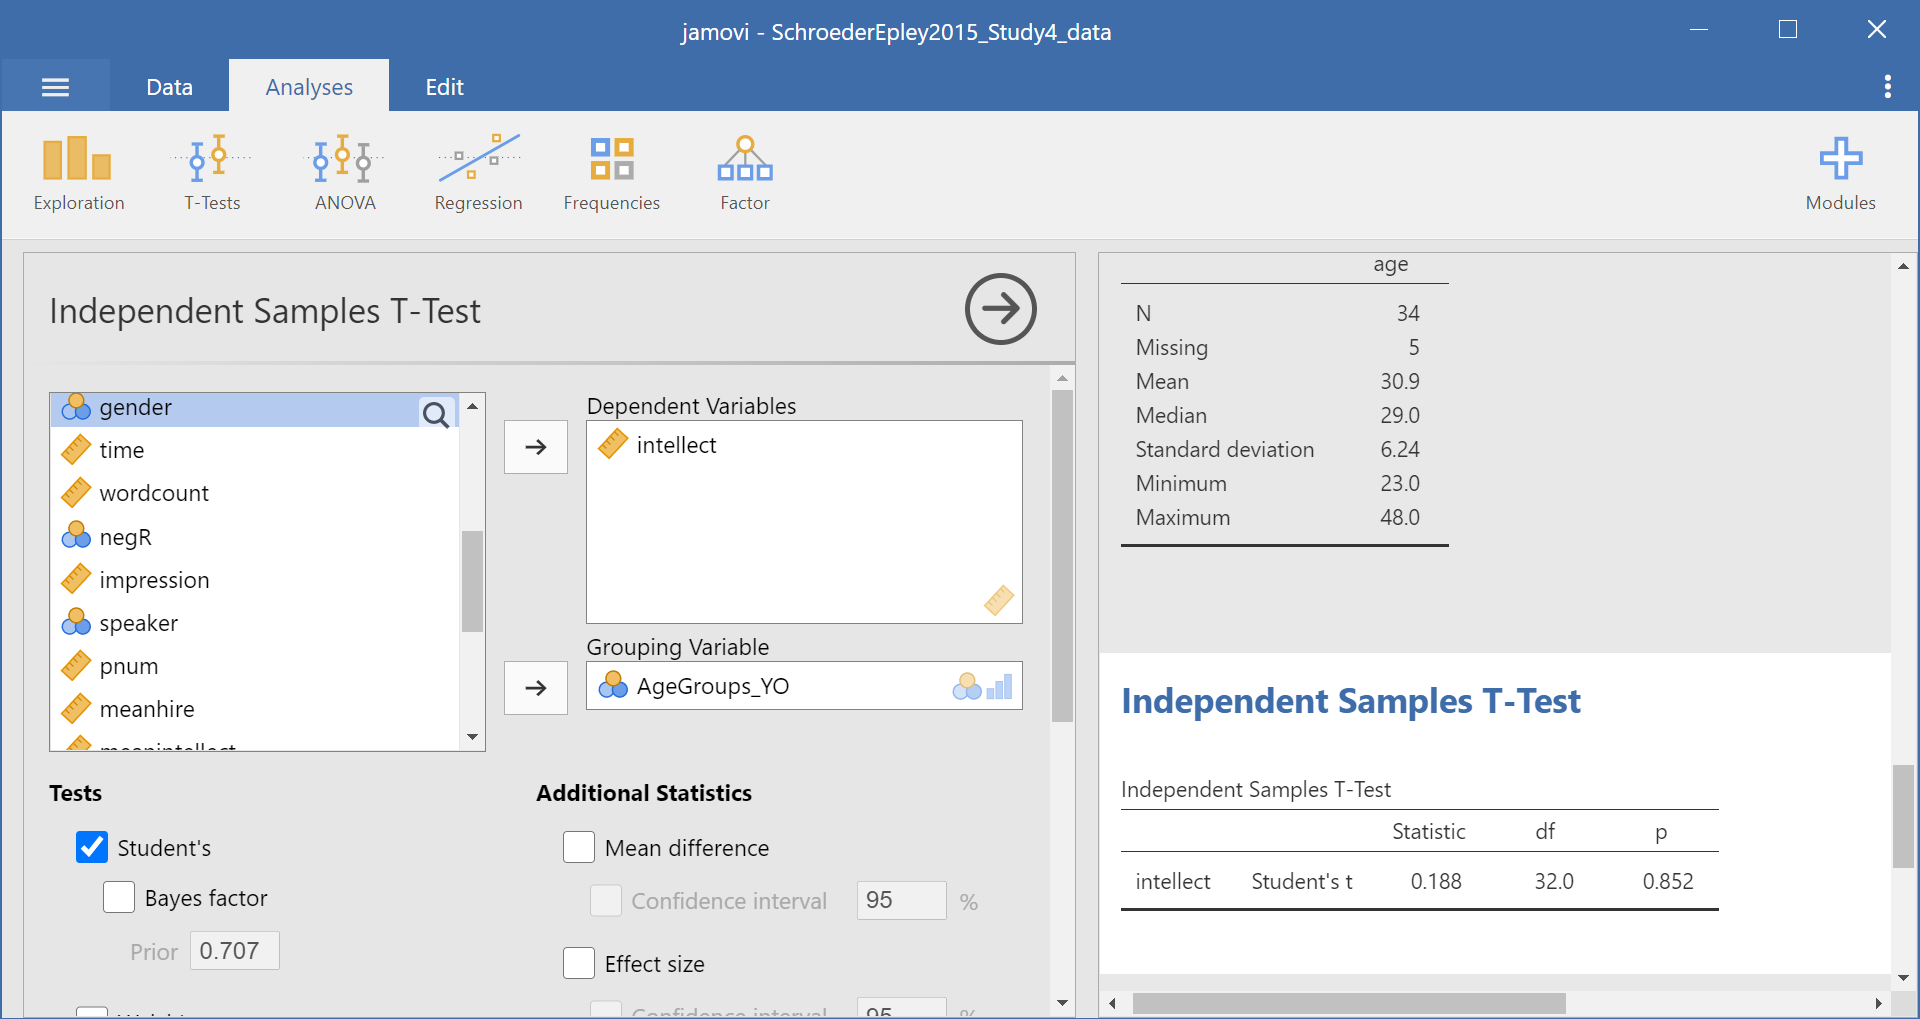 jamovi - SchroederEpley2015_Study4_data
Data
Analyses
Edit
Exploration
T-Tests
ANOVA
Regression
Frequencies
Factor
Modules
Independent Samples T-Test
gender
time
wordcount
negR
impression
speaker
pnum
meanhire
meanintellect
Dependent Variables
intellect
Grouping Variable
AgeGroups_YO
Tests
Student's
Bayes factor
Prior 0.707
Additional Statistics
Mean difference
Confidence interval 95 %
Effect size
Confidence interval 95 %
age
N 34
Missing 5
Mean 30.9
Median 29.0
Standard deviation 6.24
Minimum 23.0
Maximum 48.0
Independent Samples T-Test
Independent Samples T-Test
Statistic df p
intellect Student's t 0.188 32.0 0.852